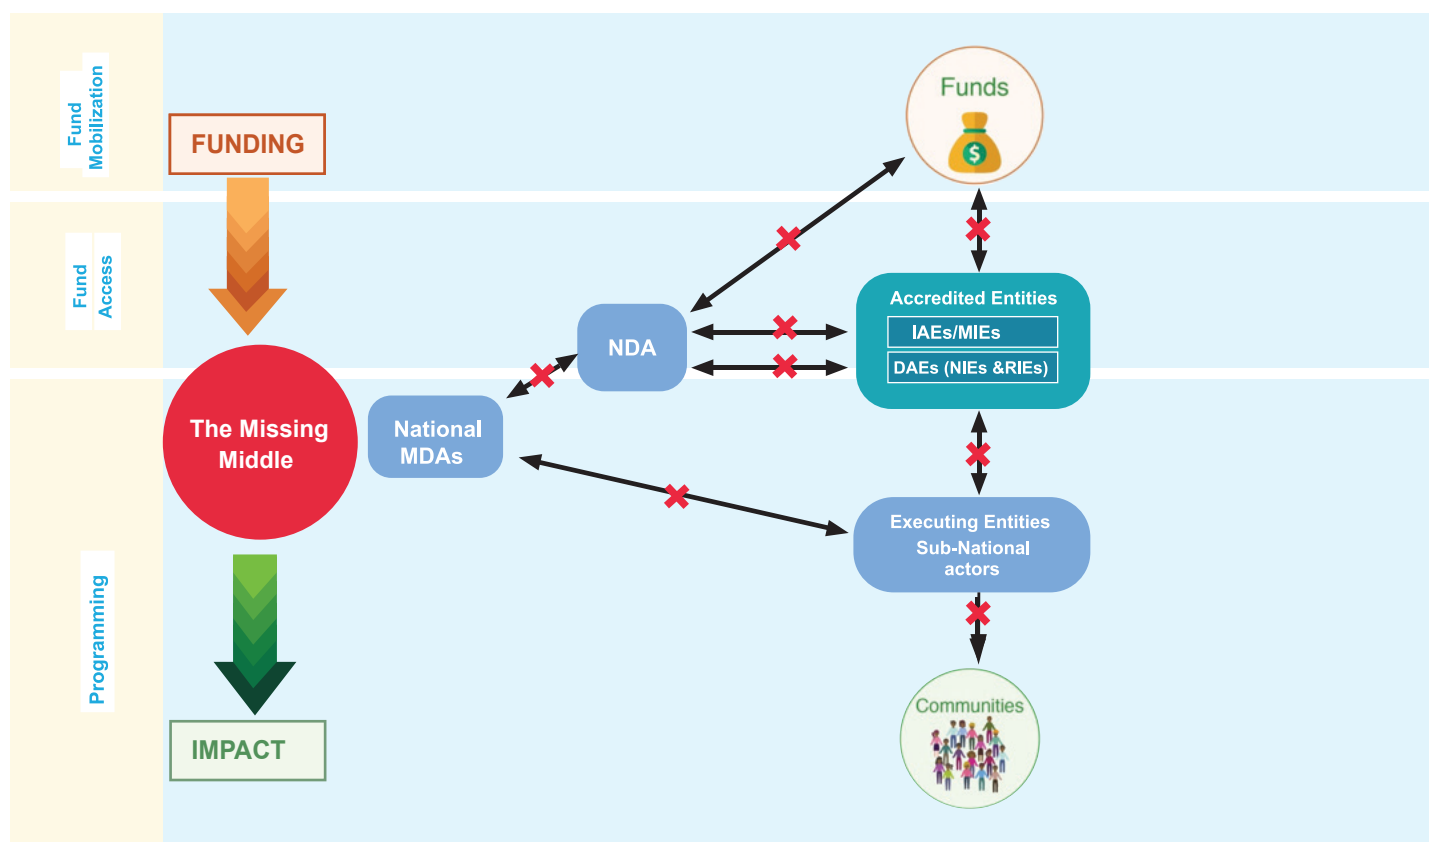 Fund
Mobilization
FUNDING
Funds
$
Fund
Access
NDA
Accredited Entities
IAEs/MIEs
DAEs (NIEs &RIEs)
The Missing
Middle
National
MDAs
Executing Entities
Sub-National
actors
Programming
Communities
IMPACT